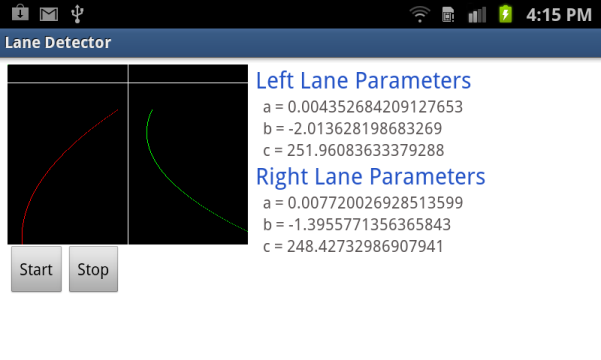 4:15 PM
Lane Detector
Left Lane Parameters
a = 0.004352684209127653
b = -2.013628198683269
c = 251.96083633379288
Right Lane Parameters
a = 0.007720026928513599
b = -1.3955771356365843
c = 248.42732986907941
Start
Stop